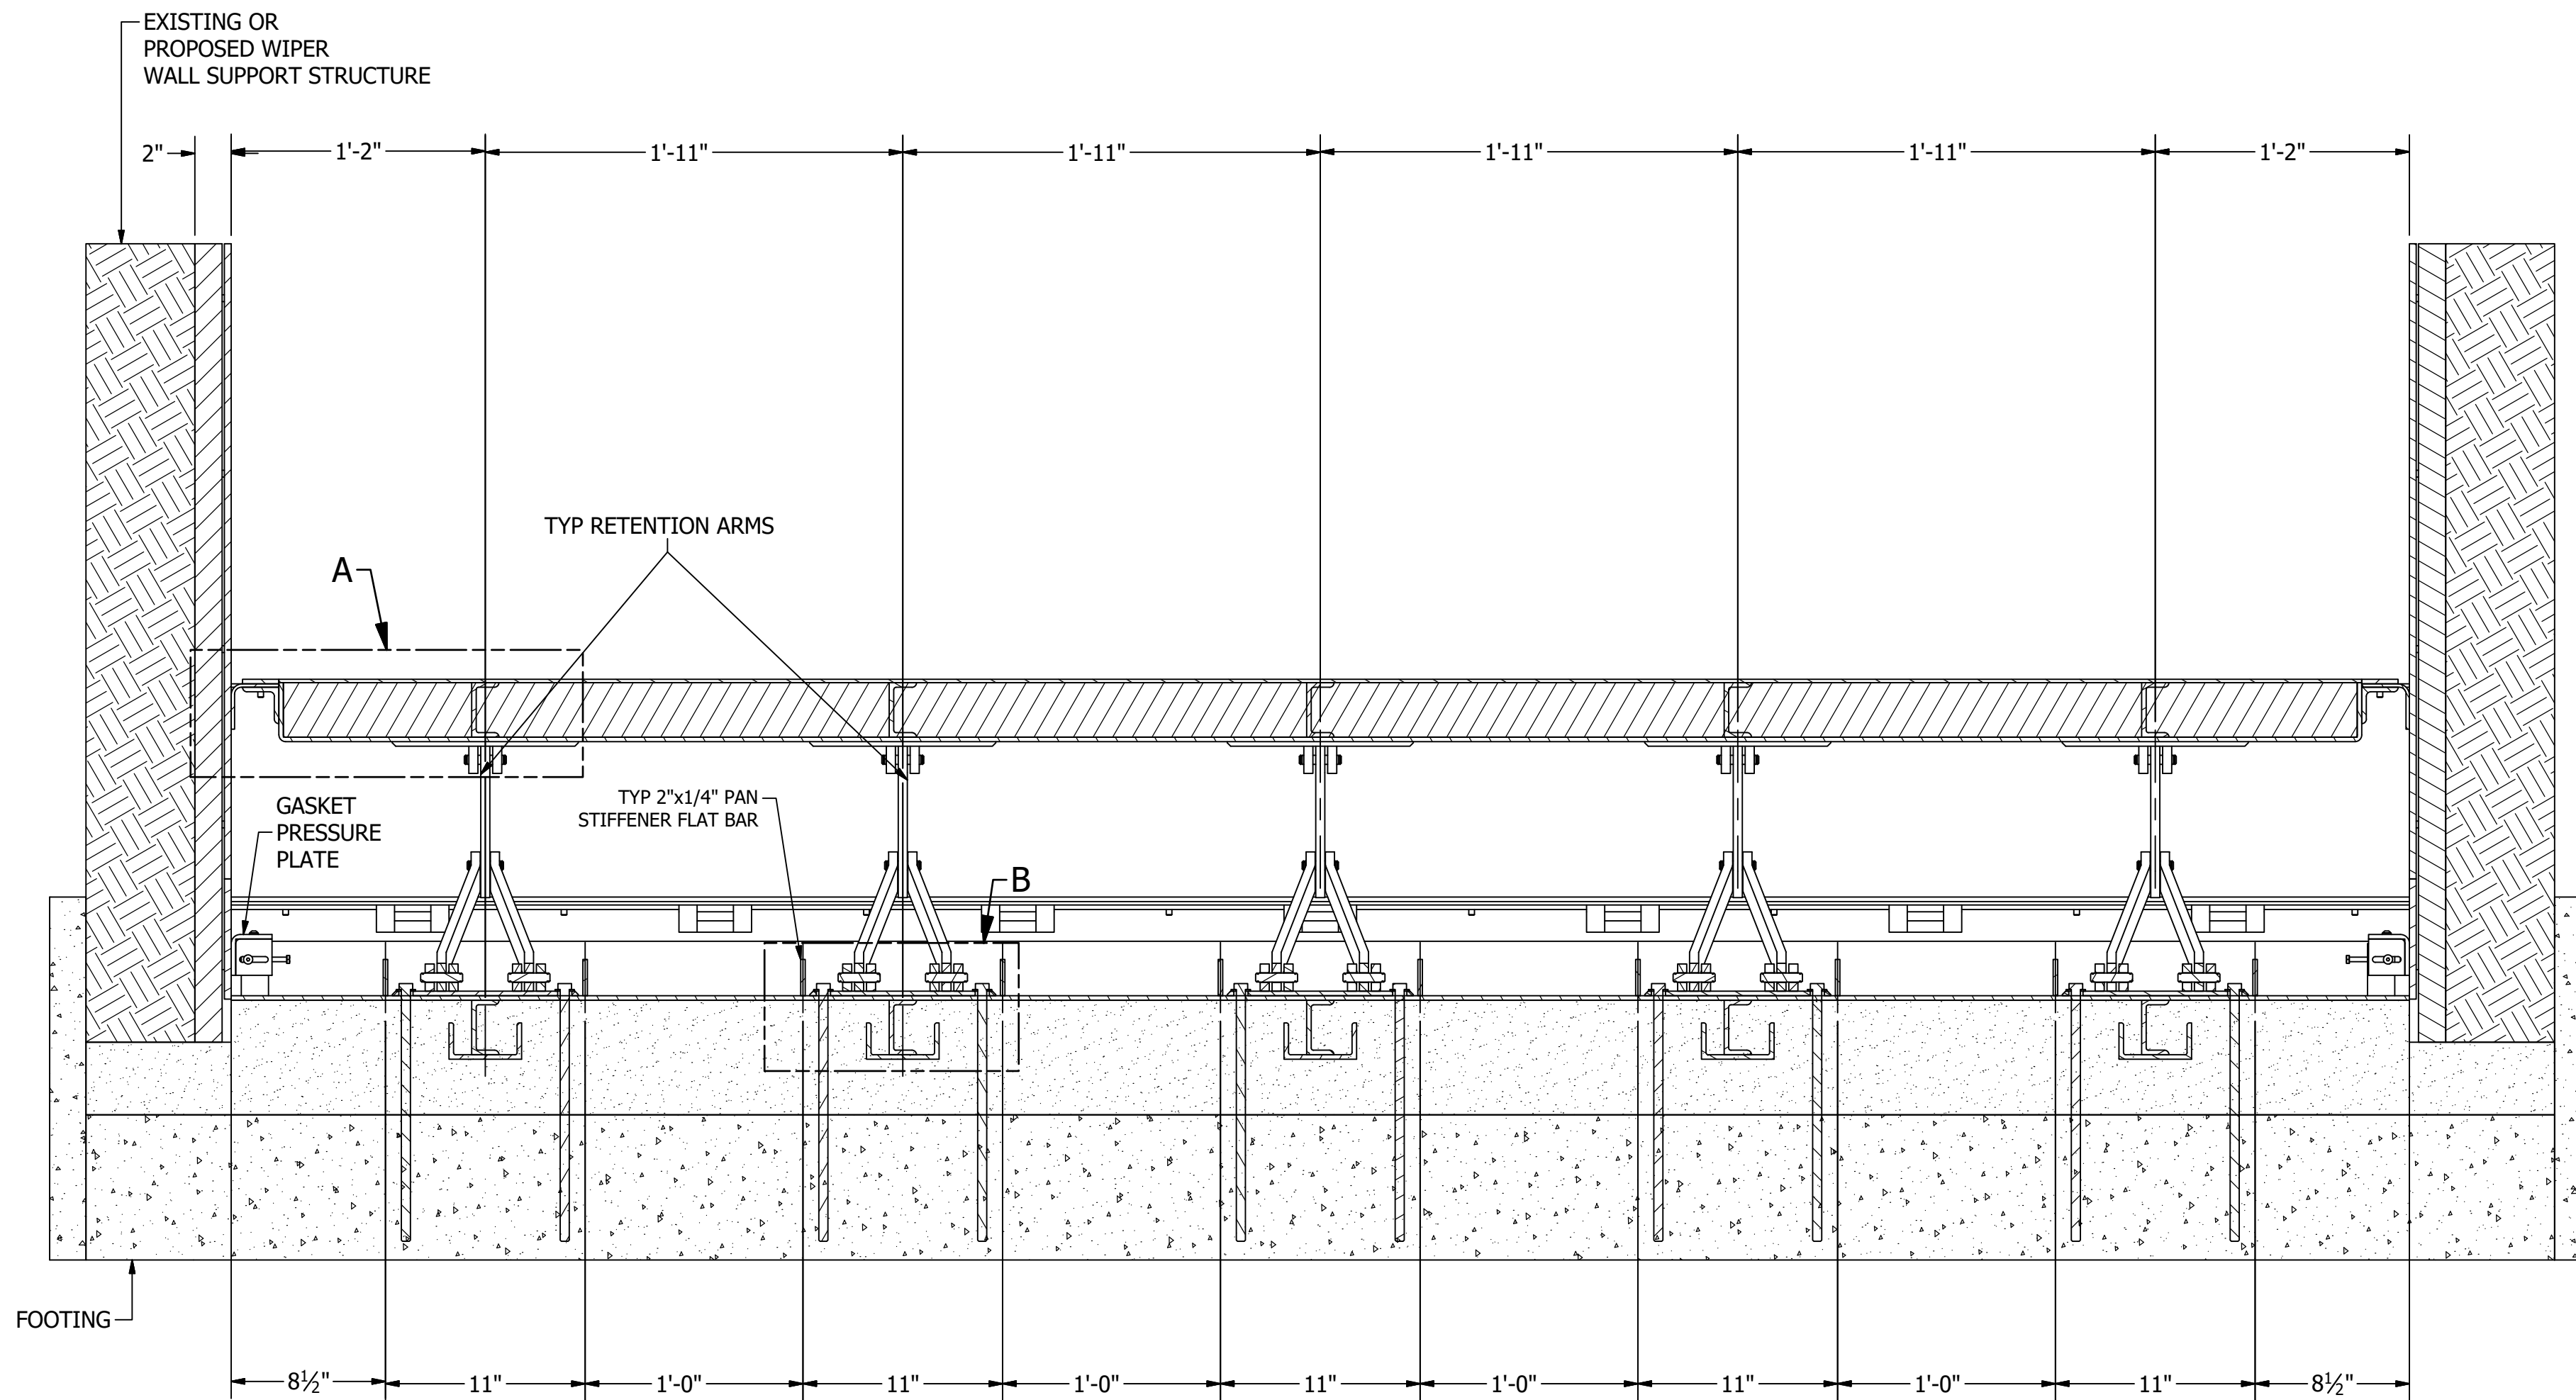 EXISTING OR
PROPOSED WIPER
WALL SUPPORT STRUCTURE
2"
1'-2"
1'-11"
1'-11"
1'-11"
1'-11"
1'-2"
TYP RETENTION ARMS
A
TYP 2"x1/4" PAN
STIFFENER FLAT BAR
GASKET
PRESSURE
PLATE
B
FOOTING
8½"
11"
1'-0"
11"
1'-0"
11"
1'-0"
11"
1'-0"
11"
8½"